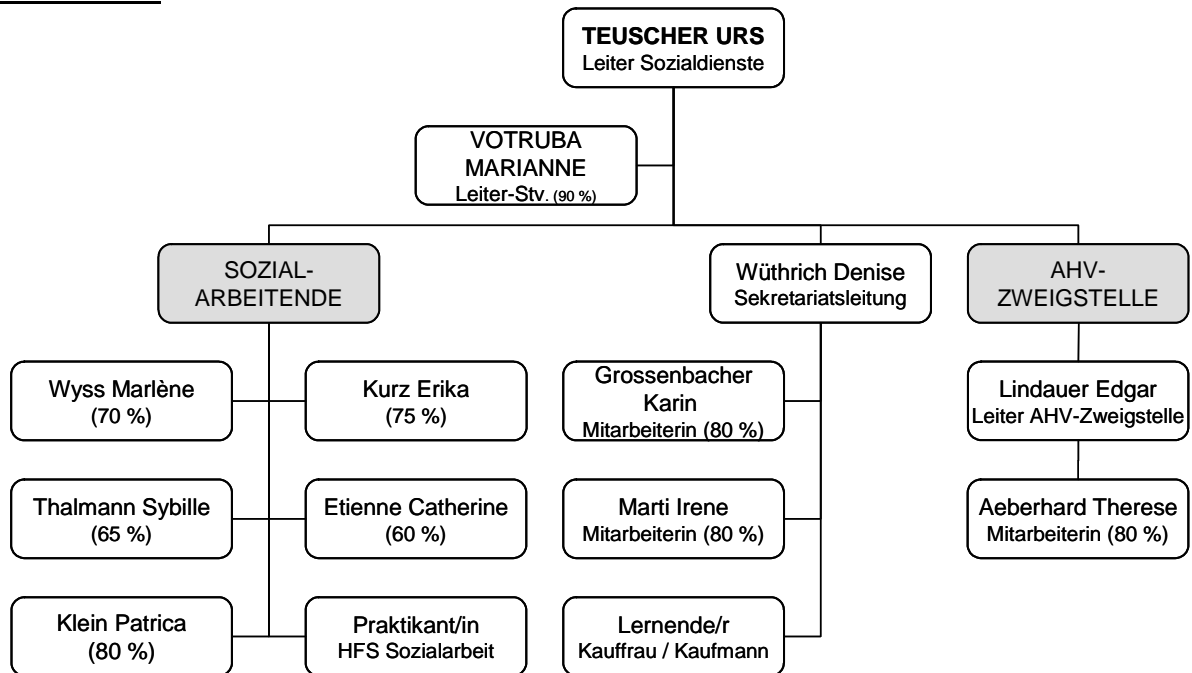 TEUSCHER URS
Leiter Sozialdienste
VOTRUBA
MARIANNE
Leiter-Stv. (90 %)
SOZIAL-
ARBEITENDE
Wüthrich Denise
Sekretariatsleitung
AHV-
ZWEIGSTELLE
Wyss Marlène
(70 %)
Kurz Erika
(75 %)
Grossenbacher
Karin
Mitarbeiterin (80 %)
Lindauer Edgar
Leiter AHV-Zweigstelle
Thalmann Sybille
(65 %)
Etienne Catherine
(60 %)
Marti Irene
Mitarbeiterin (80 %)
Aeberhard Therese
Mitarbeiterin (80 %)
Klein Patrica
(80 %)
Praktikant/in
HFS Sozialarbeit
Lernende/r
Kauffrau / Kaufmann